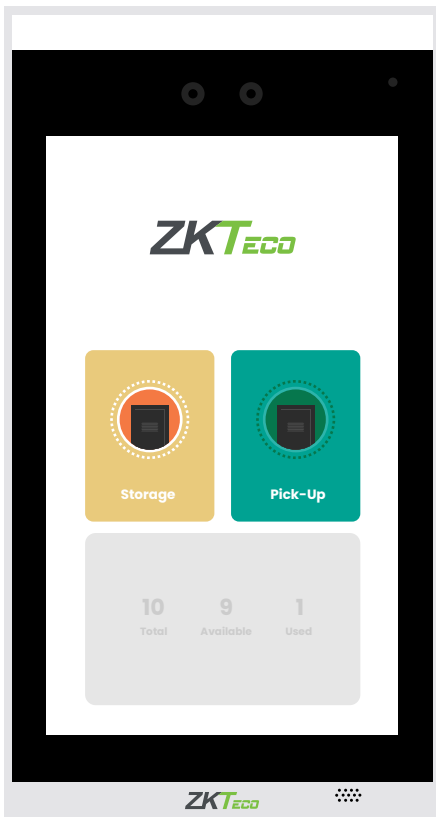 ZKTECO
Storage
Pick-Up
10 9 1
Total Available Used
ZKTECO